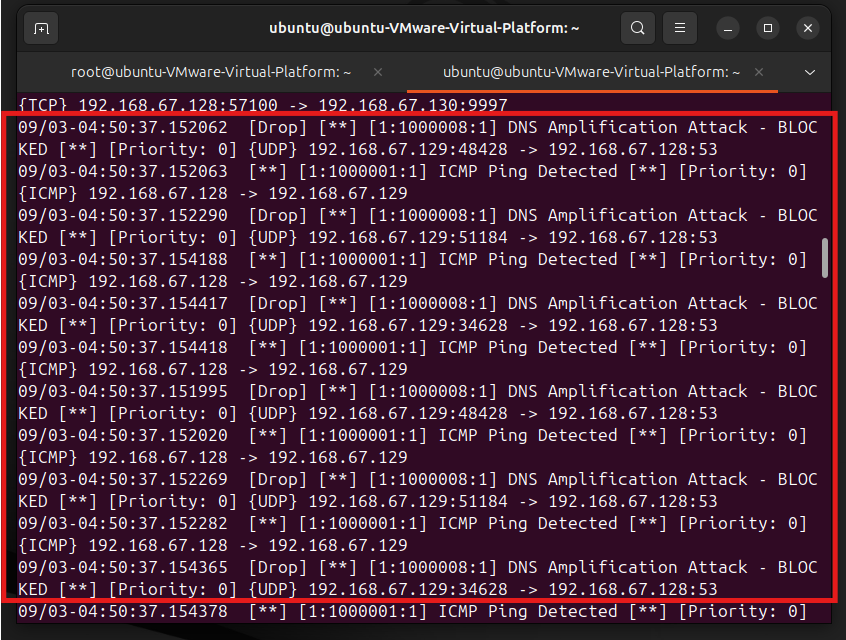 ubuntu@ubuntu-VMware-Virtual-Platform: ~
root@ubuntu-VMware-Virtual-Platform: ~
ubuntu@ubuntu-VMware-Virtual-Platform: ~
{TCP} 192.168.67.128:57100 -> 192.168.67.130:9997
09/03-04:50:37.152062  [Drop] [**] [1:1000008:1] DNS Amplification Attack - BLOC
KED [**] [Priority: 0] {UDP} 192.168.67.129:48428 -> 192.168.67.128:53
09/03-04:50:37.152063  [**] [1:1000001:1] ICMP Ping Detected [**] [Priority: 0]
{ICMP} 192.168.67.128 -> 192.168.67.129
09/03-04:50:37.152290  [Drop] [**] [1:1000008:1] DNS Amplification Attack - BLOC
KED [**] [Priority: 0] {UDP} 192.168.67.129:51184 -> 192.168.67.128:53
09/03-04:50:37.154188  [**] [1:1000001:1] ICMP Ping Detected [**] [Priority: 0]
{ICMP} 192.168.67.128 -> 192.168.67.129
09/03-04:50:37.154417  [Drop] [**] [1:1000008:1] DNS Amplification Attack - BLOC
KED [**] [Priority: 0] {UDP} 192.168.67.129:34628 -> 192.168.67.128:53
09/03-04:50:37.154418  [**] [1:1000001:1] ICMP Ping Detected [**] [Priority: 0]
{ICMP} 192.168.67.128 -> 192.168.67.129
09/03-04:50:37.151995  [Drop] [**] [1:1000008:1] DNS Amplification Attack - BLOC
KED [**] [Priority: 0] {UDP} 192.168.67.129:48428 -> 192.168.67.128:53
09/03-04:50:37.152020  [**] [1:1000001:1] ICMP Ping Detected [**] [Priority: 0]
{ICMP} 192.168.67.128 -> 192.168.67.129
09/03-04:50:37.152269  [Drop] [**] [1:1000008:1] DNS Amplification Attack - BLOC
KED [**] [Priority: 0] {UDP} 192.168.67.129:51184 -> 192.168.67.128:53
09/03-04:50:37.152282  [**] [1:1000001:1] ICMP Ping Detected [**] [Priority: 0]
{ICMP} 192.168.67.128 -> 192.168.67.129
09/03-04:50:37.154365  [Drop] [**] [1:1000008:1] DNS Amplification Attack - BLOC
KED [**] [Priority: 0] {UDP} 192.168.67.129:34628 -> 192.168.67.128:53
09/03-04:50:37.154378  [**] [1:1000001:1] ICMP Ping Detected [**] [Priority: 0]